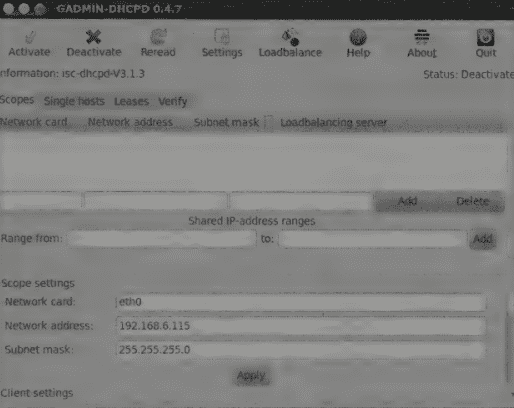 GADMIN-DHCPD 0.4.7
Activate Deactivate Reread Settings Loadbalance Help About Quit
nformation: isc-dhcpd-V3.1.3 Status: Deactivate
Scopes Single hosts Leases Verify
Network card Network address Subnet mask Loadbalancing server
Add Delete
Shared IP-address ranges
Range from: to: Add
Scope settings
Network card: eth0
Network address: 192.168.6.115
Subnet mask: 255.255.255.0
Apply
Client settings